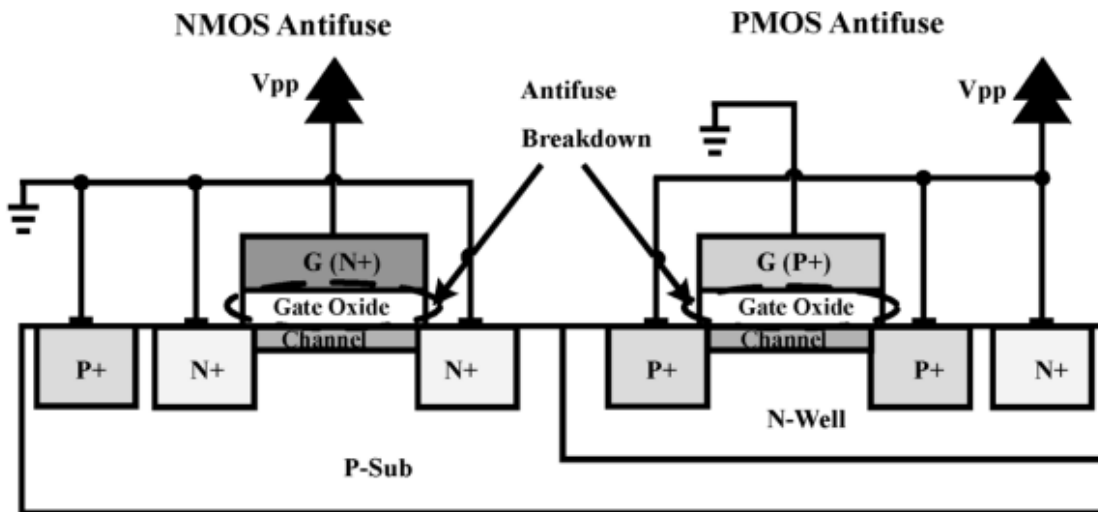 NMOS Antifuse
PMOS Antifuse
Vpp
Antifuse
Breakdown
Vpp
G (N+)
Gate Oxide
Channel
P+
N+
N+
G (P+)
Gate Oxide
Channel
P+
P+
N+
N-Well
P-Sub